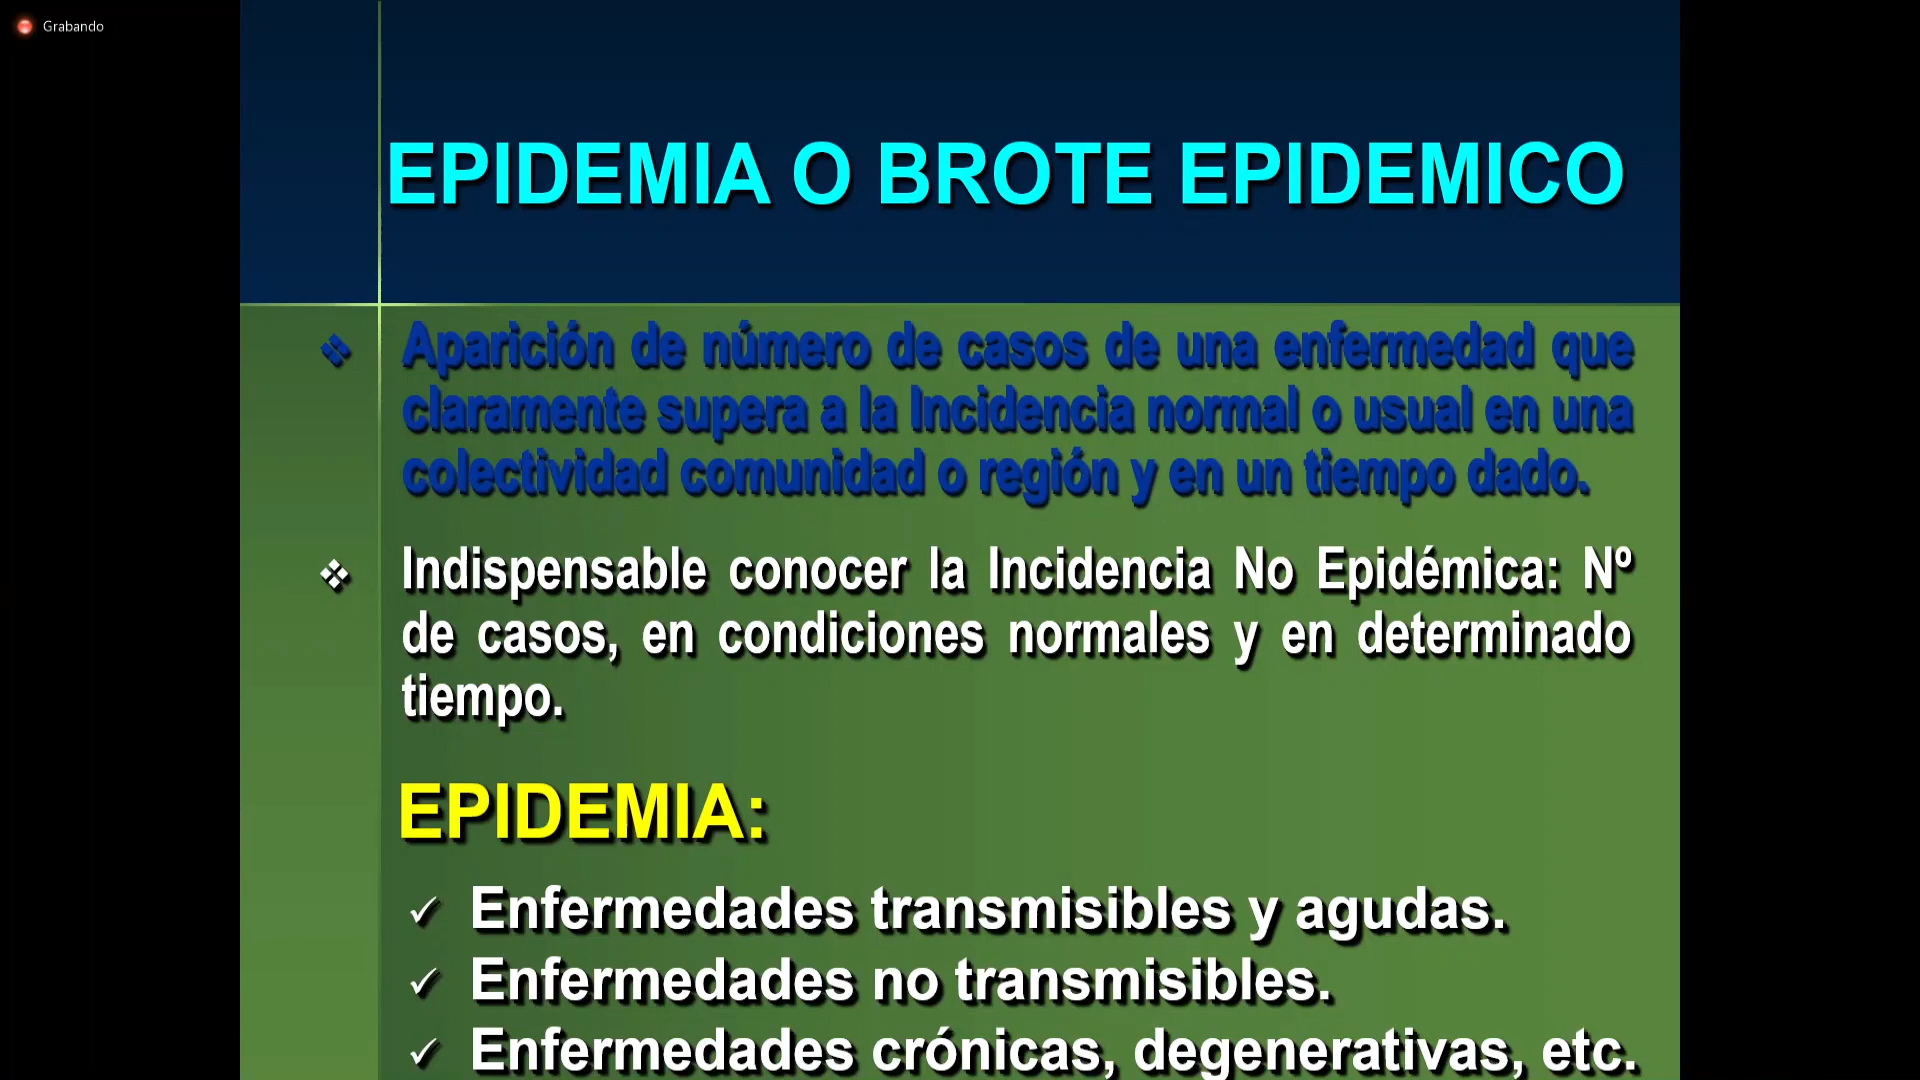 Grabando
EPIDEMIA O BROTE EPIDEMICO
❖ Aparición de número de casos de una enfermedad que
claramente supera a la Incidencia normal o usual en una
colectividad comunidad o región y en un tiempo dado.
❖ Indispensable conocer la Incidencia No Epidémica: Nº
de casos, en condiciones normales y en determinado
tiempo.
EPIDEMIA:
✓ Enfermedades transmisibles y agudas.
✓ Enfermedades no transmisibles.
✓ Enfermedades crónicas, degenerativas, etc.